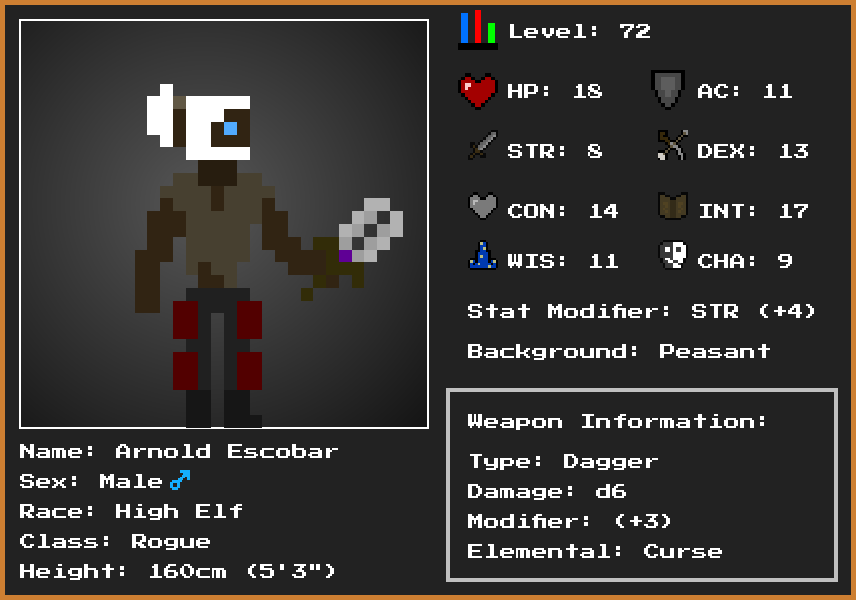 Level: 72
HP: 18
AC: 11
STR: 8
DEX: 13
CON: 14
INT: 17
WIS: 11
CHA: 9
Stat Modifier: STR (+4)
Background: Peasant
Weapon Information:
Type: Dagger
Damage: d6
Modifier: (+3)
Elemental: Curse
Name: Arnold Escobar
Sex: Male♂
Race: High Elf
Class: Rogue
Height: 160cm (5'3")